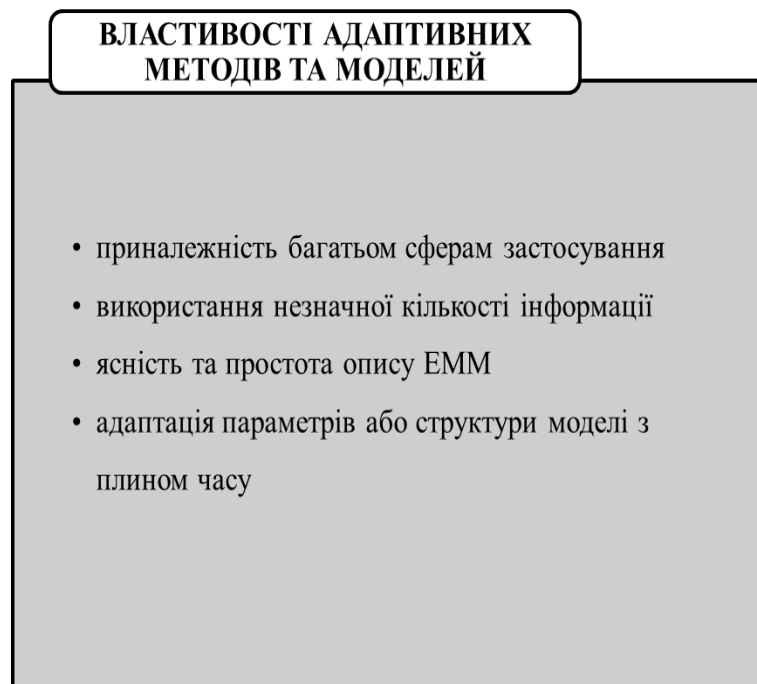 ВЛАСТИВОСТІ АДАПТИВНИХ
МЕТОДІВ ТА МОДЕЛЕЙ
• приналежність багатьом сферам застосування
• використання незначної кількості інформації
• ясність та простота опису ЕММ
• адаптація параметрів або структури моделі з
плином часу